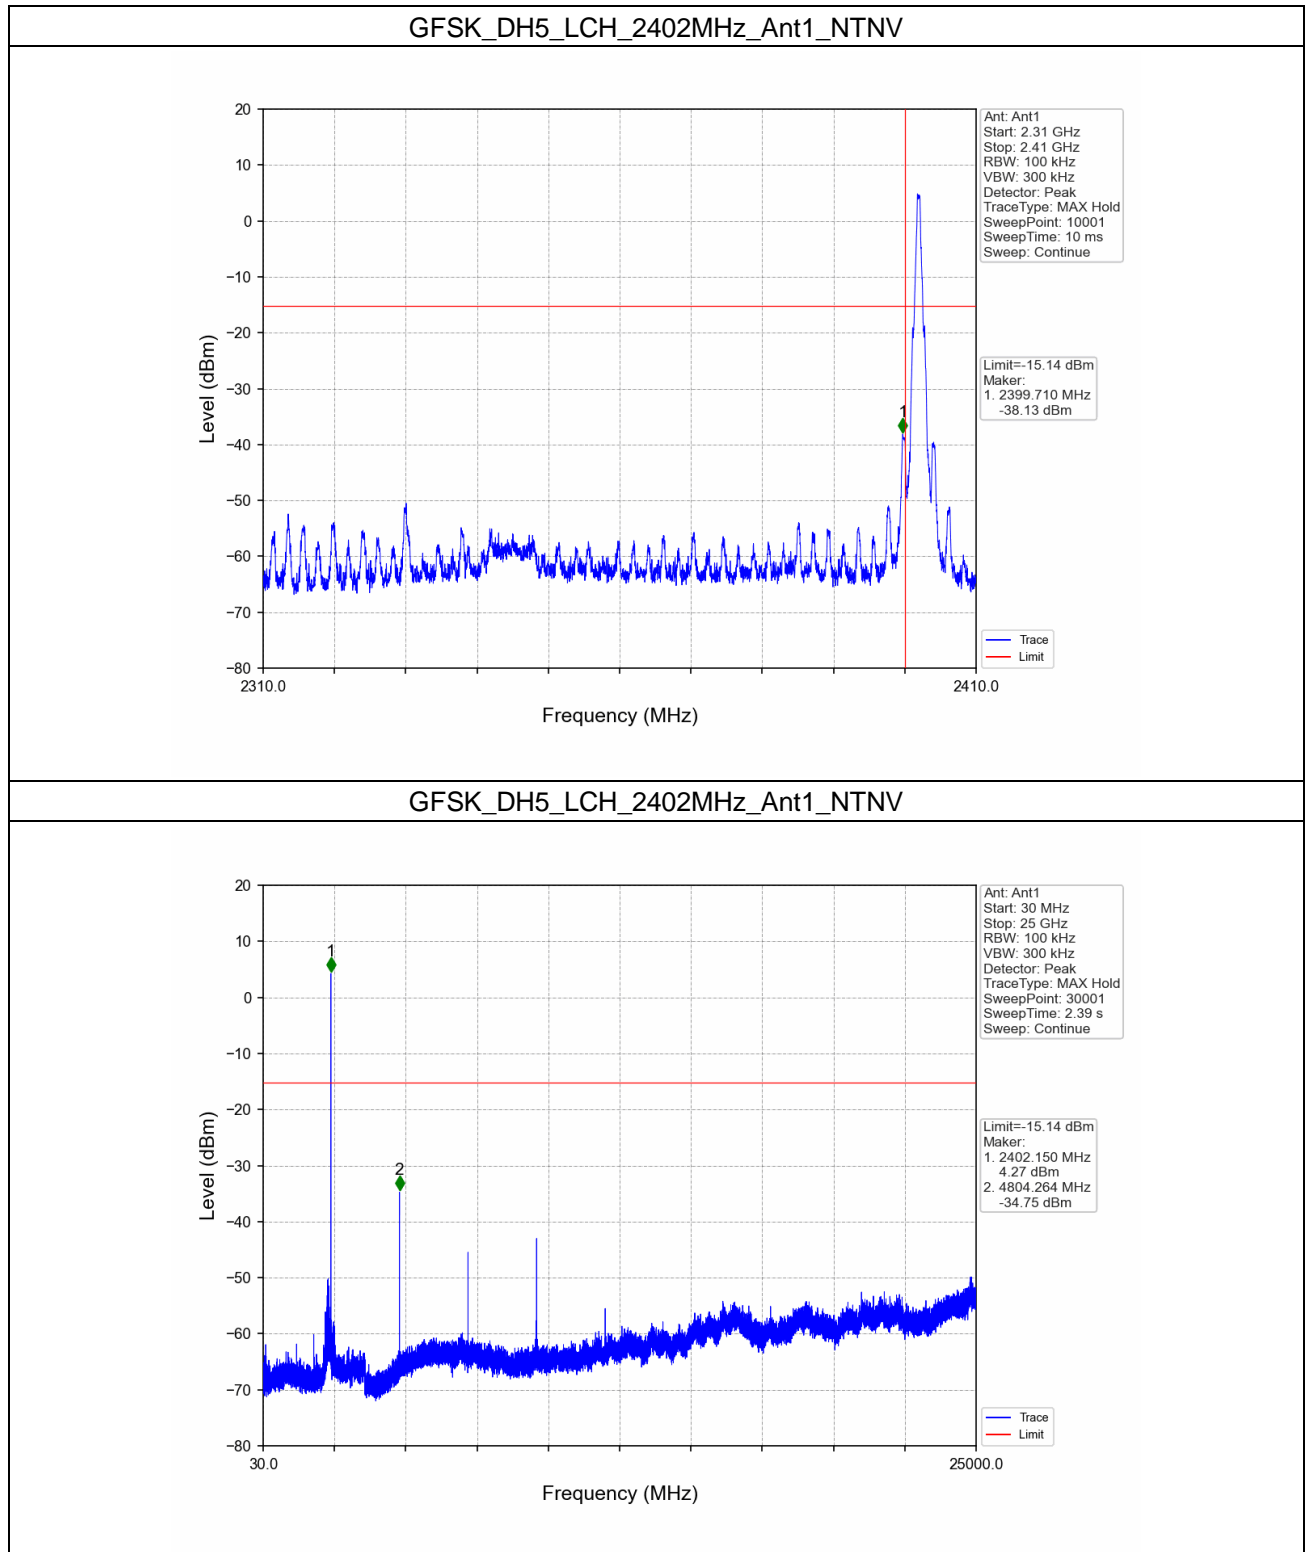 GFSK_DH5_LCH_2402MHz_Ant1_NTNV
20
10
0
−10
−20
−30
−40
−50
−60
−70
−80
Level (dBm)
2310.0
2410.0
Frequency (MHz)
1
Ant: Ant1
Start: 2.31 GHz
Stop: 2.41 GHz
RBW: 100 kHz
VBW: 300 kHz
Detector: Peak
TraceType: MAX Hold
SweepPoint: 10001
SweepTime: 10 ms
Sweep: Continue
Limit=-15.14 dBm
Maker:
1. 2399.710 MHz
-38.13 dBm
Trace
Limit
GFSK_DH5_LCH_2402MHz_Ant1_NTNV
20
10
0
−10
−20
−30
−40
−50
−60
−70
−80
Level (dBm)
30.0
25000.0
Frequency (MHz)
1
2
Ant: Ant1
Start: 30 MHz
Stop: 25 GHz
RBW: 100 kHz
VBW: 300 kHz
Detector: Peak
TraceType: MAX Hold
SweepPoint: 30001
SweepTime: 2.39 s
Sweep: Continue
Limit=-15.14 dBm
Maker:
1. 2402.150 MHz
4.27 dBm
2. 4804.264 MHz
-34.75 dBm
Trace
Limit